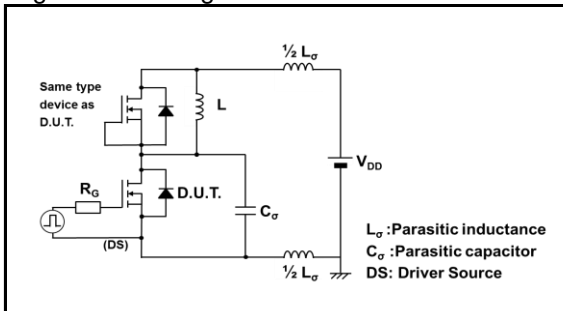 ½ Lσ
Same type
device as
D.U.T.
L
VDD
RG
D.U.T.
Cσ
(DS)
½ Lσ
Lσ :Parasitic inductance
Cσ :Parasitic capacitor
DS: Driver Source